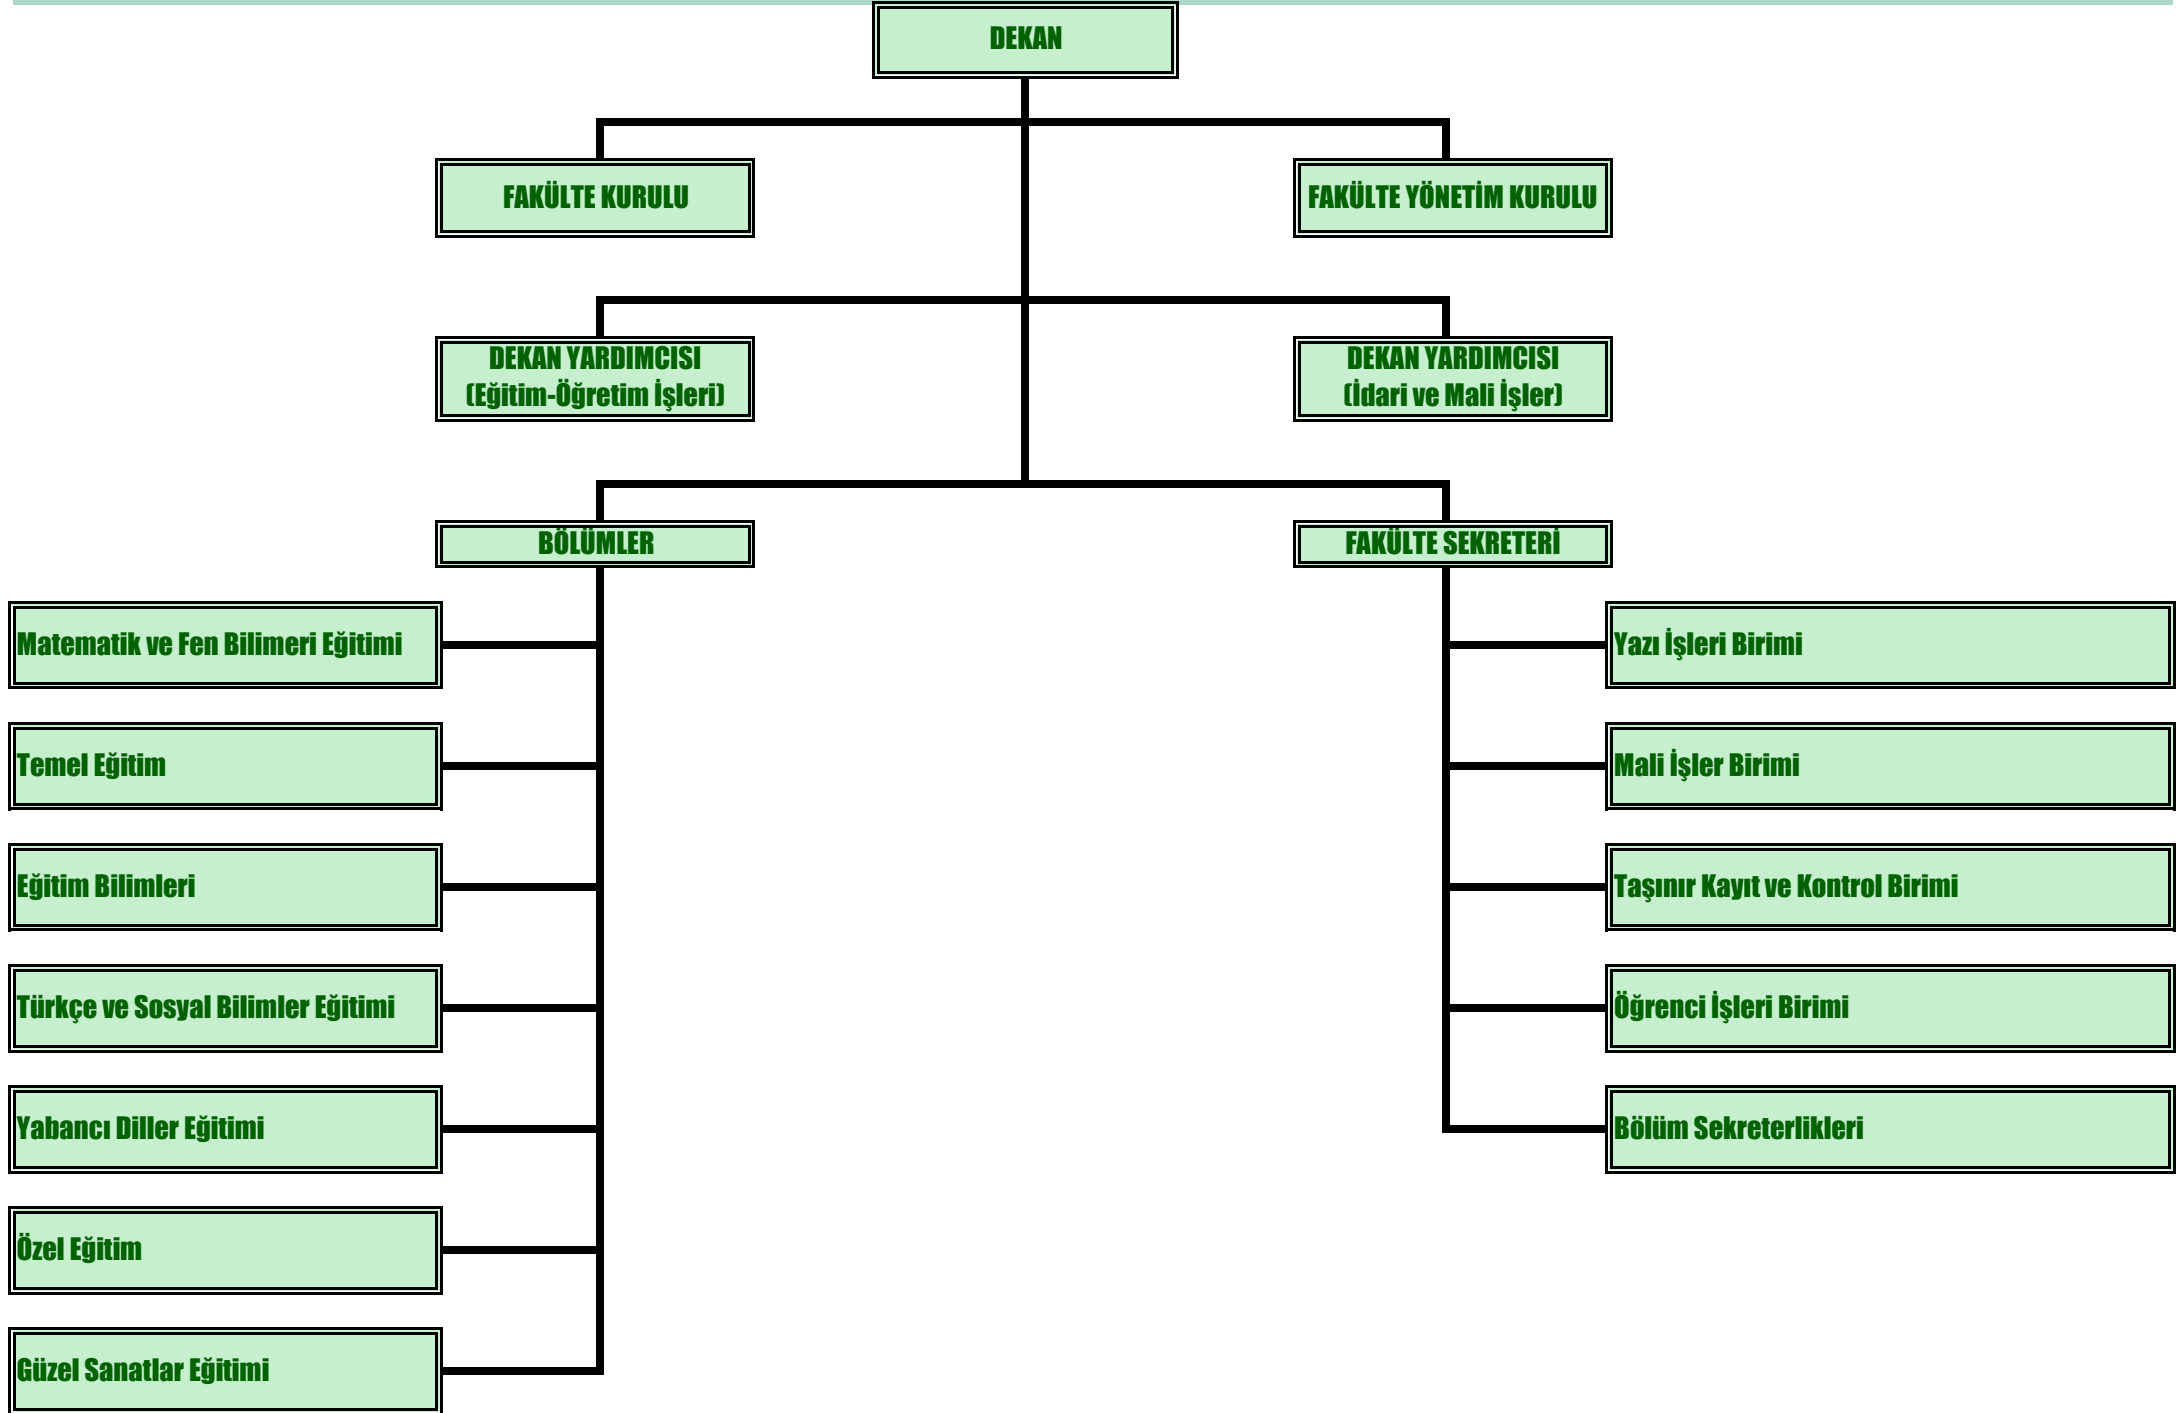 DEKAN
FAKÜLTE KURULU
FAKÜLTE YÖNETİM KURULU
DEKAN YARDIMCISI
(Eğitim-Öğretim İşleri)
DEKAN YARDIMCISI
(İdari ve Mali İşler)
BÖLÜMLER
FAKÜLTE SEKRETERİ
Matematik ve Fen Bilimeri Eğitimi
Yazı İşleri Birimi
Temel Eğitim
Mali İşler Birimi
Eğitim Bilimleri
Taşınır Kayıt ve Kontrol Birimi
Türkçe ve Sosyal Bilimler Eğitimi
Öğrenci İşleri Birimi
Yabancı Diller Eğitimi
Bölüm Sekreterlikleri
Özel Eğitim
Güzel Sanatlar Eğitimi